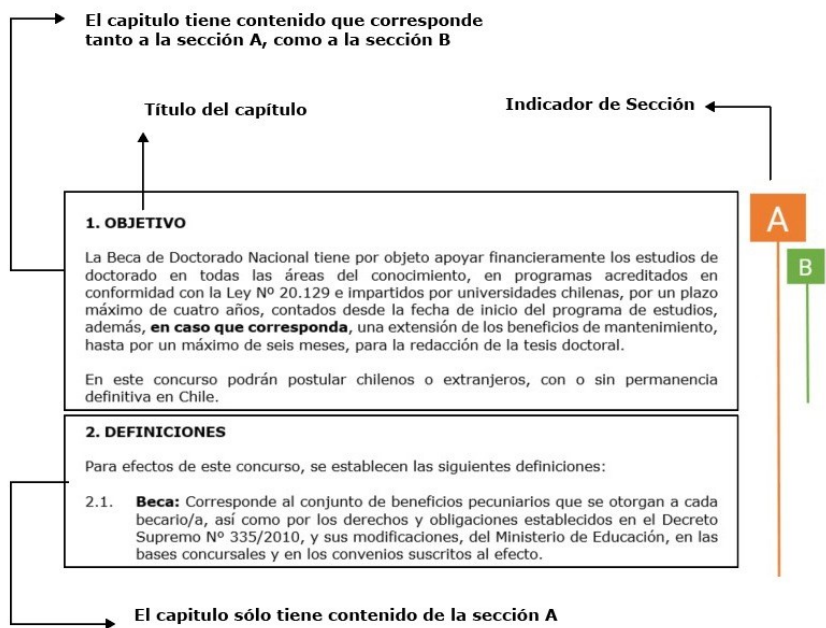 El capitulo tiene contenido que corresponde
tanto a la sección A, como a la sección B
Título del capítulo
Indicador de Sección
A
B
1. OBJETIVO
La Beca de Doctorado Nacional tiene por objeto apoyar financieramente los estudios de
doctorado en todas las áreas del conocimiento, en programas acreditados en
conformidad con la Ley Nº 20.129 e impartidos por universidades chilenas, por un plazo
máximo de cuatro años, contados desde la fecha de inicio del programa de estudios,
además, en caso que corresponda, una extensión de los beneficios de mantenimiento,
hasta por un máximo de seis meses, para la redacción de la tesis doctoral.
En este concurso podrán postular chilenos o extranjeros, con o sin permanencia
definitiva en Chile.
2. DEFINICIONES
Para efectos de este concurso, se establecen las siguientes definiciones:
2.1. Beca: Corresponde al conjunto de beneficios pecuniarios que se otorgan a cada
becario/a, así como por los derechos y obligaciones establecidos en el Decreto
Supremo Nº 335/2010, y sus modificaciones, del Ministerio de Educación, en las
bases concursales y en los convenios suscritos al efecto.
El capitulo sólo tiene contenido de la sección A